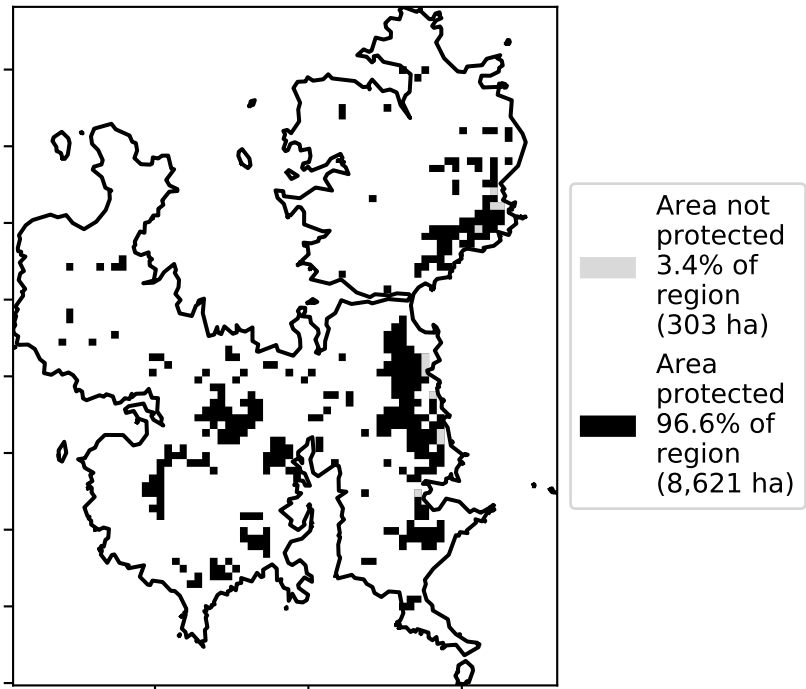 Area not
protected
3.4% of
region
(303 ha)
Area
protected
96.6% of
region
(8,621 ha)